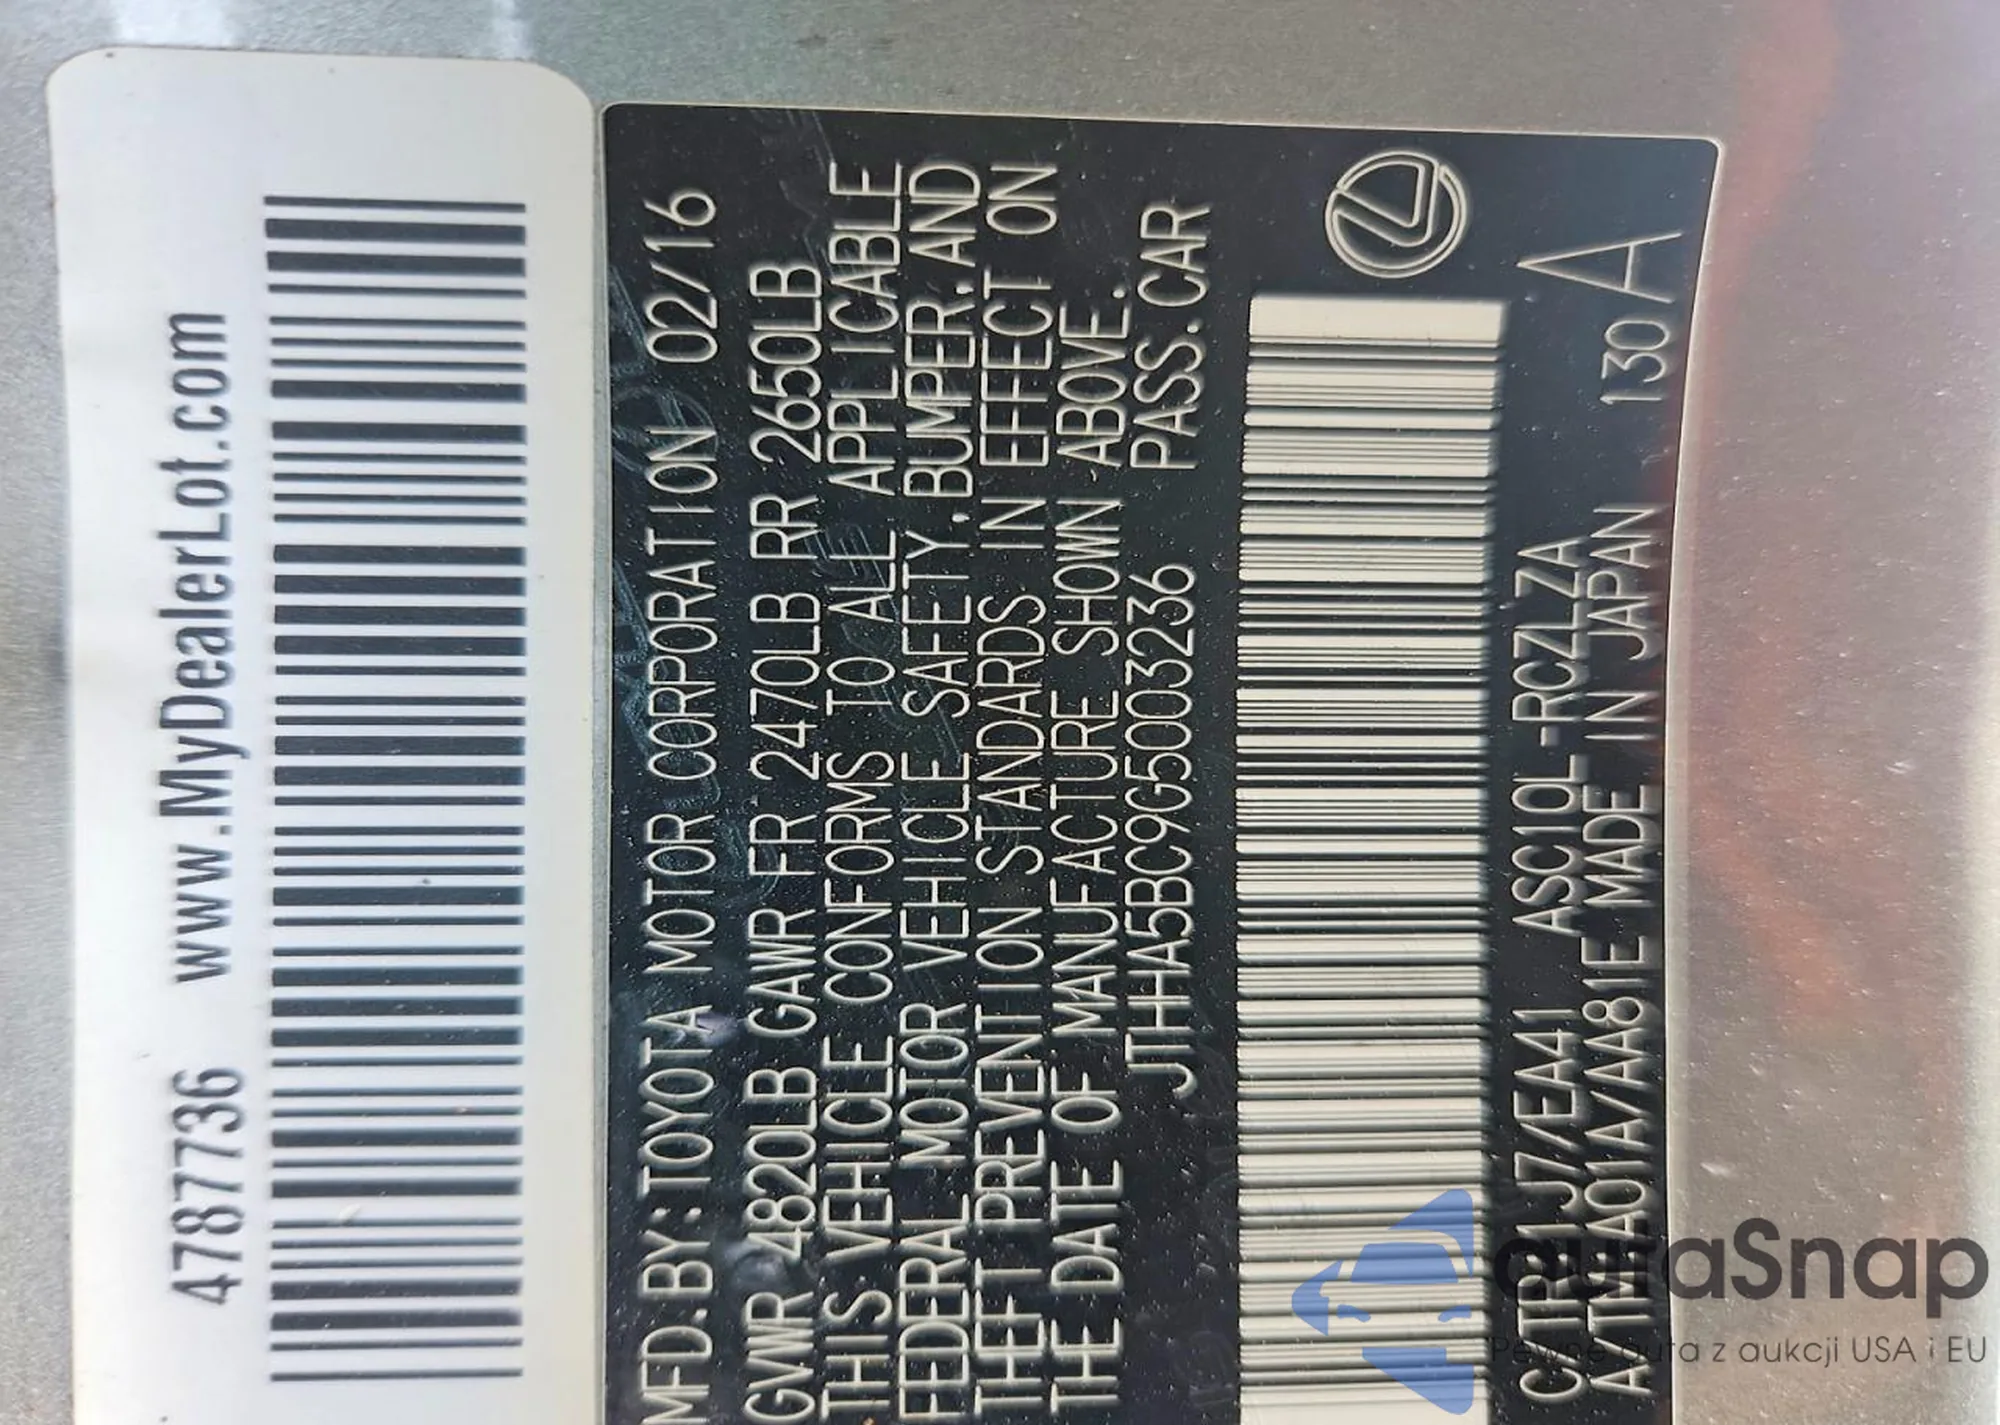 4787736 www.MyDealerLot.com
MFD.BY:TOYOTA MOTOR CORPORATION 02/16
GVWR 4820LB GAWR FR 2470LB RR 2650LB
THIS VEHICLE CONFORMS TO ALL APPLICABLE
FEDERAL MOTOR VEHICLE SAFETY,BUMPER,AND
THEFT PREVENTION STANDARDS IN EFFECT ON
THE DATE OF MANUFACTURE SHOWN ABOVE.
JTHHA5BC9G5003236 PASS.CAR
C/TR:1J7/EA41 ASC10L-RCZLZA
A/TM:A01A/AA81E MADE IN JAPAN 130 A
autaSnap
Pewne auta z aukcji USA i EU